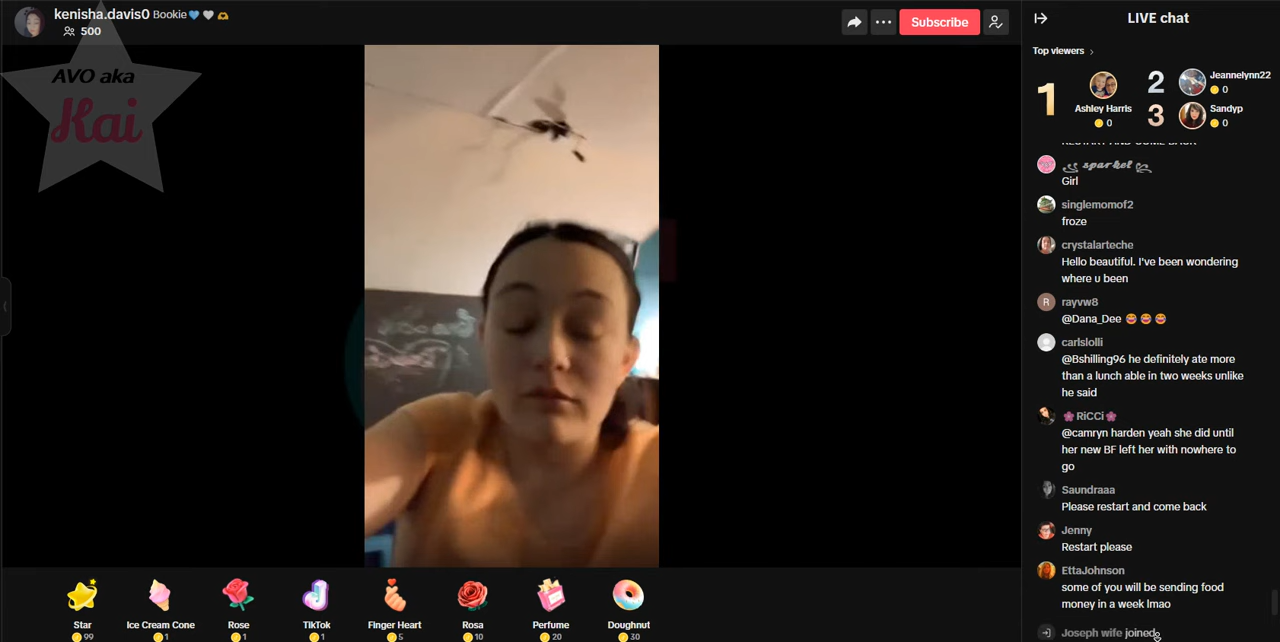 kenisha.davis0 Bookie💙🤍🫶
500
Subscribe
AVO aka
Kai
LIVE chat
Top viewers
1
Ashley Harris
0
2
Jeannelynn22
0
3
Sandyp
0
RESTART AND COME BACK
sparkel
Girl
singlemomof2
froze
crystalarteche
Hello beautiful. I've been wondering
where u been
R
rayvw8
@Dana_Dee
carlslolli
@Bshilling96 he definitely ate more
than a lunch able in two weeks unlike
he said
🌸RiCCi🌸
@camryn harden yeah she did until
her new BF left her with nowhere to
go
Saundraaa
Please restart and come back
Jenny
Restart please
EttaJohnson
some of you will be sending food
money in a week lmao
Joseph wife joined
Star
99
Ice Cream Cone
1
Rose
1
TikTok
1
Finger Heart
5
Rosa
10
Perfume
20
Doughnut
30